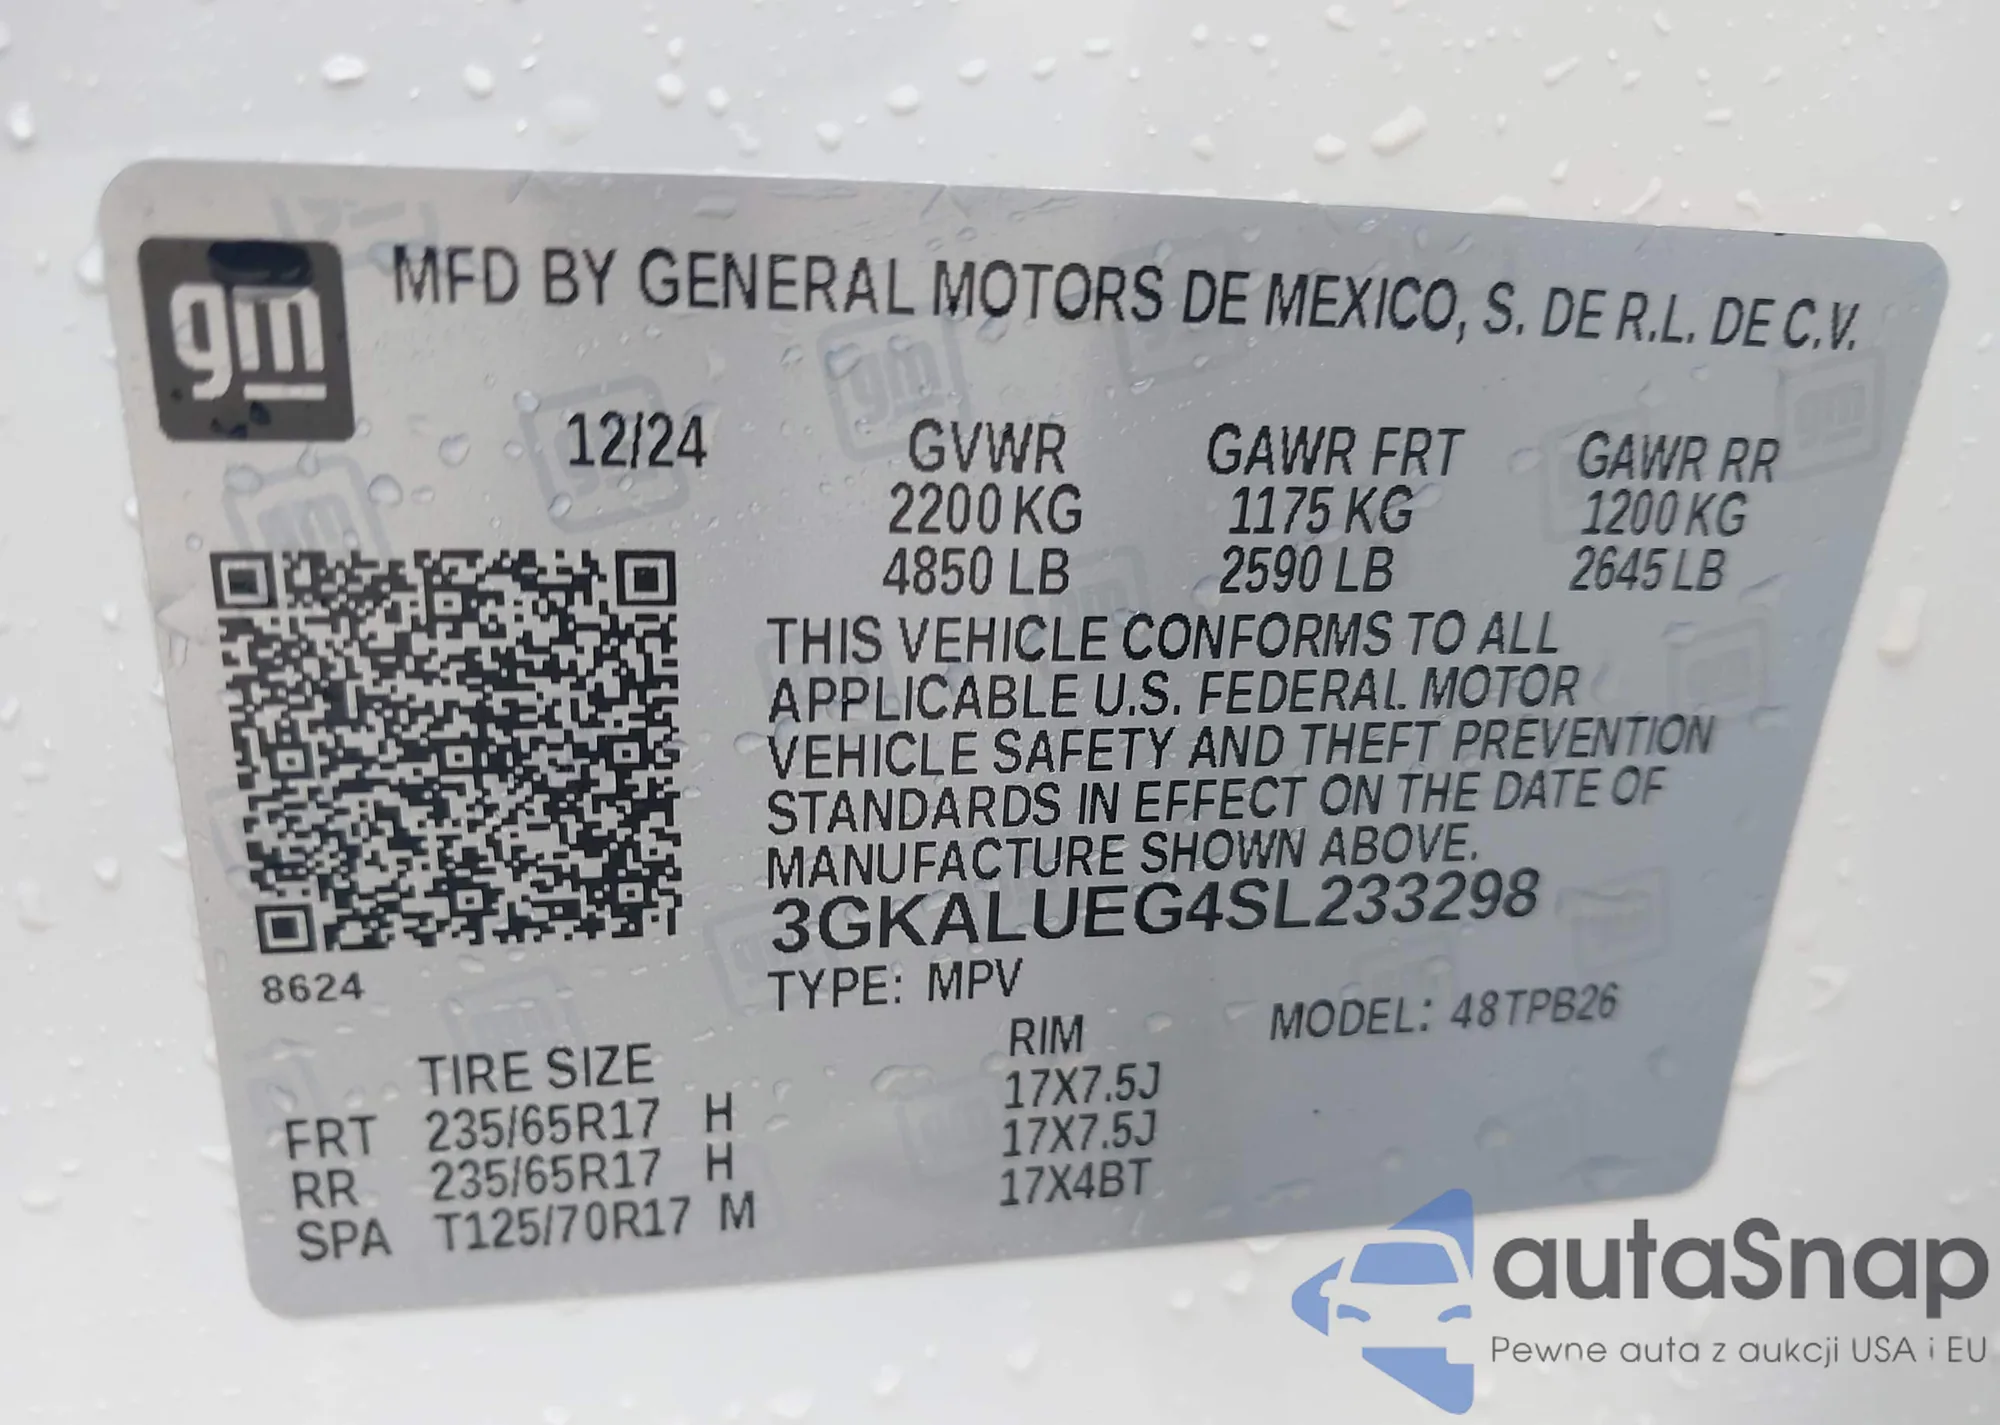 gm
MFD BY GENERAL MOTORS DE MEXICO, S. DE R.L. DE C.V.
12/24 GVWR GAWR FRT GAWR RR
2200 KG 1175 KG 1200 KG
4850 LB 2590 LB 2645 LB
THIS VEHICLE CONFORMS TO ALL
APPLICABLE U.S. FEDERAL MOTOR
VEHICLE SAFETY AND THEFT PREVENTION
STANDARDS IN EFFECT ON THE DATE OF
MANUFACTURE SHOWN ABOVE.
3GKALUEG4SL233298
8624
TYPE: MPV MODEL: 48TPB26
TIRE SIZE RIM
FRT 235/65R17 H 17X7.5J
RR 235/65R17 H 17X7.5J
SPA T125/70R17 M 17X4BT
autaSnap
Pewne auta z aukcji USA i EU